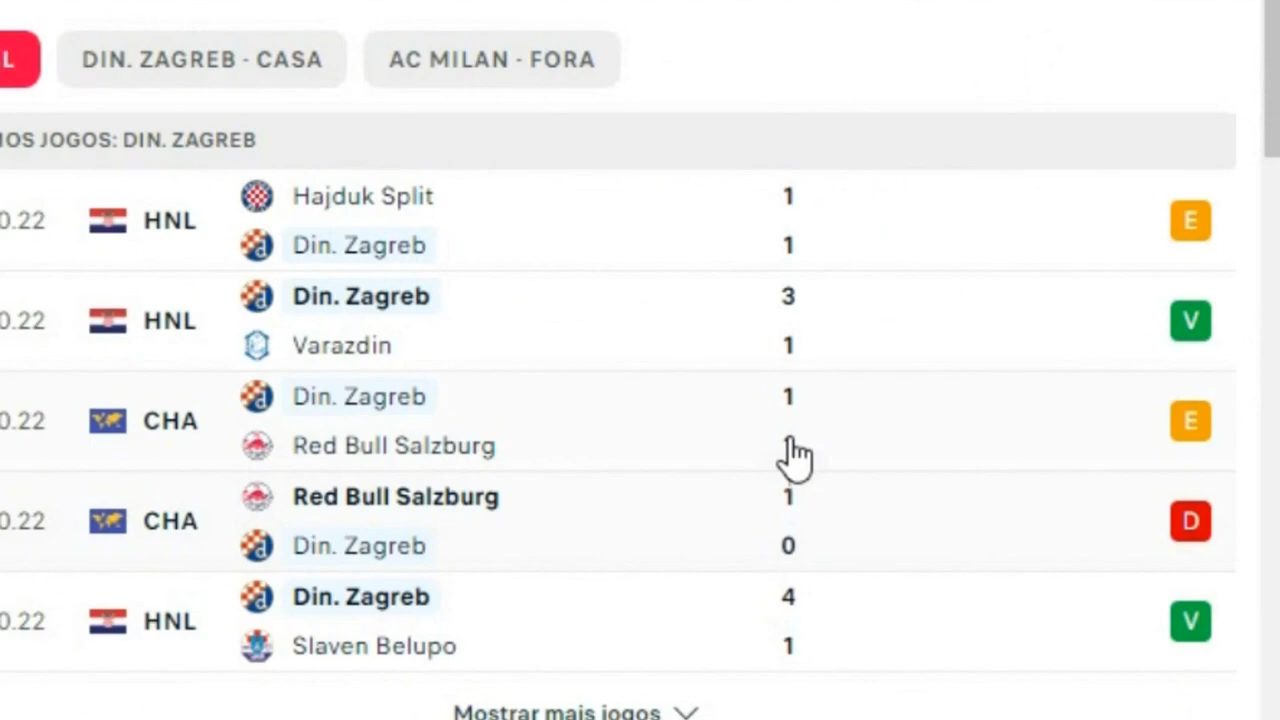 L DIN. ZAGREB - CASA AC MILAN - FORA
IOS JOGOS: DIN. ZAGREB
Hajduk Split 1
0.22 HNL E
Din. Zagreb 1
Din. Zagreb 3
0.22 HNL V
Varazdin 1
Din. Zagreb 1
0.22 CHA E
Red Bull Salzburg
Red Bull Salzburg 1
0.22 CHA D
Din. Zagreb 0
Din. Zagreb 4
0.22 HNL V
Slaven Belupo 1
Mostrar mais jogos